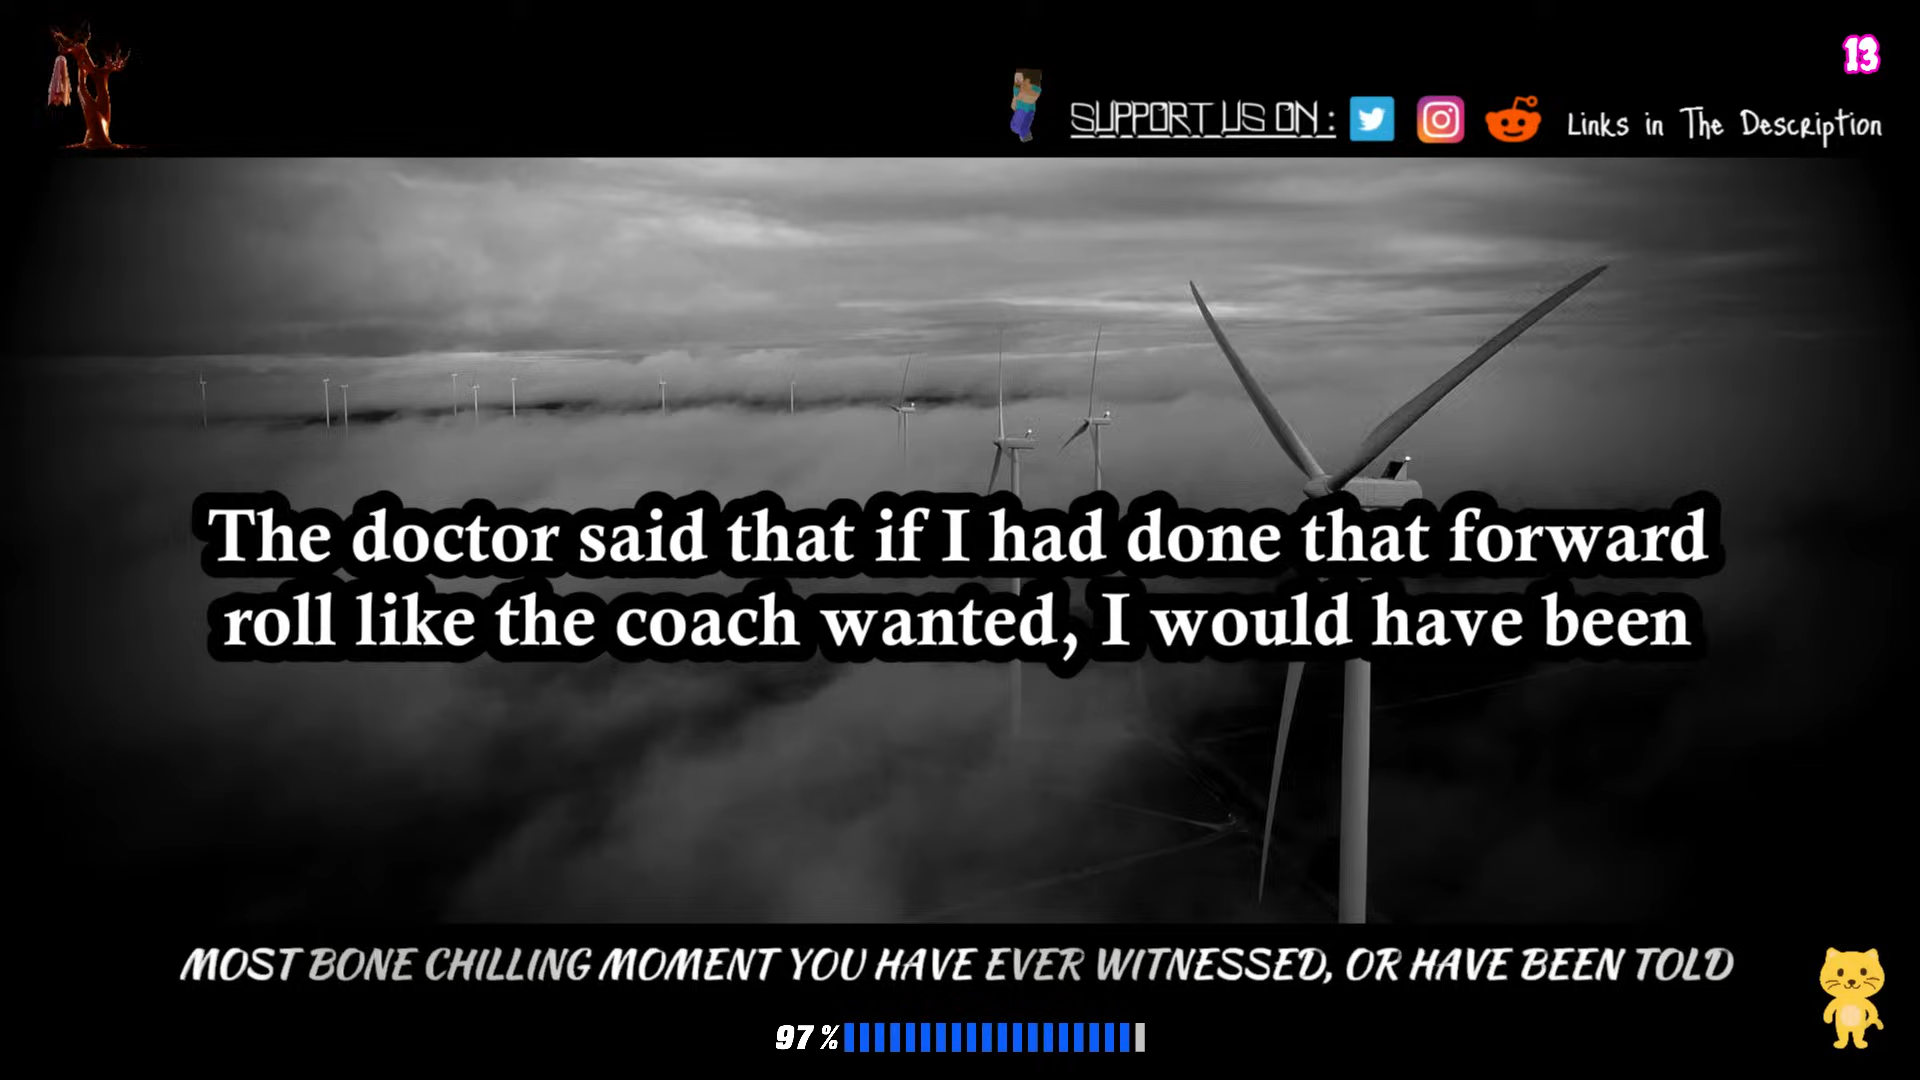 13
SUPPORT US ON : Links in The Description
The doctor said that if I had done that forward
roll like the coach wanted, I would have been
MOST BONE CHILLING MOMENT YOU HAVE EVER WITNESSED, OR HAVE BEEN TOLD
97 %